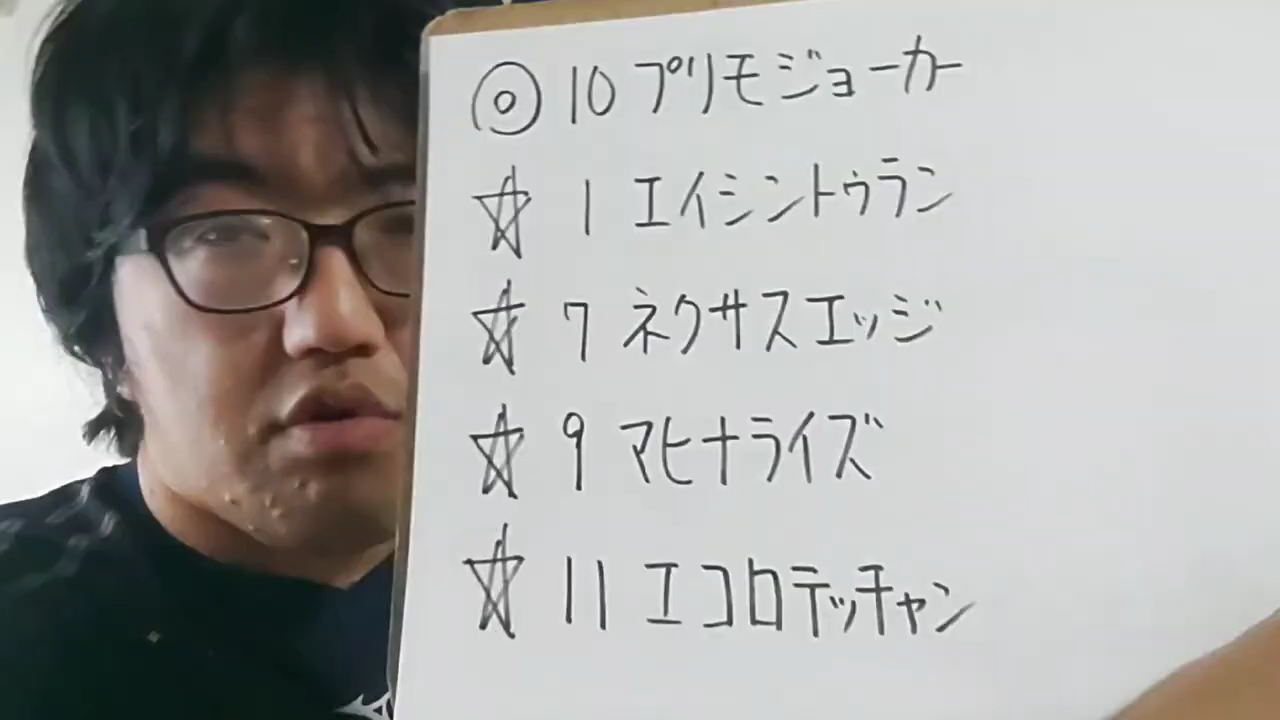 ◎ 10 プリモジョーカー
☆ 1 エイシントゥラン
☆ 7 ネクサスエッジ
☆ 9 マヒナライズ
☆ 11 エコロデッチャン